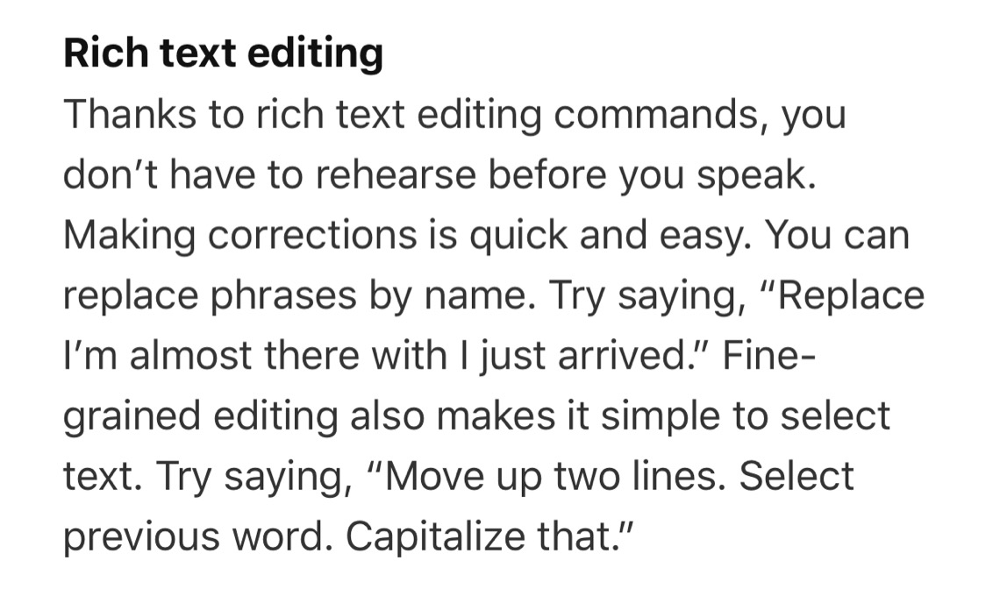 Rich text editing
Thanks to rich text editing commands, you
don’t have to rehearse before you speak.
Making corrections is quick and easy. You can
replace phrases by name. Try saying, “Replace
I’m almost there with I just arrived.” Fine-
grained editing also makes it simple to select
text. Try saying, “Move up two lines. Select
previous word. Capitalize that.”